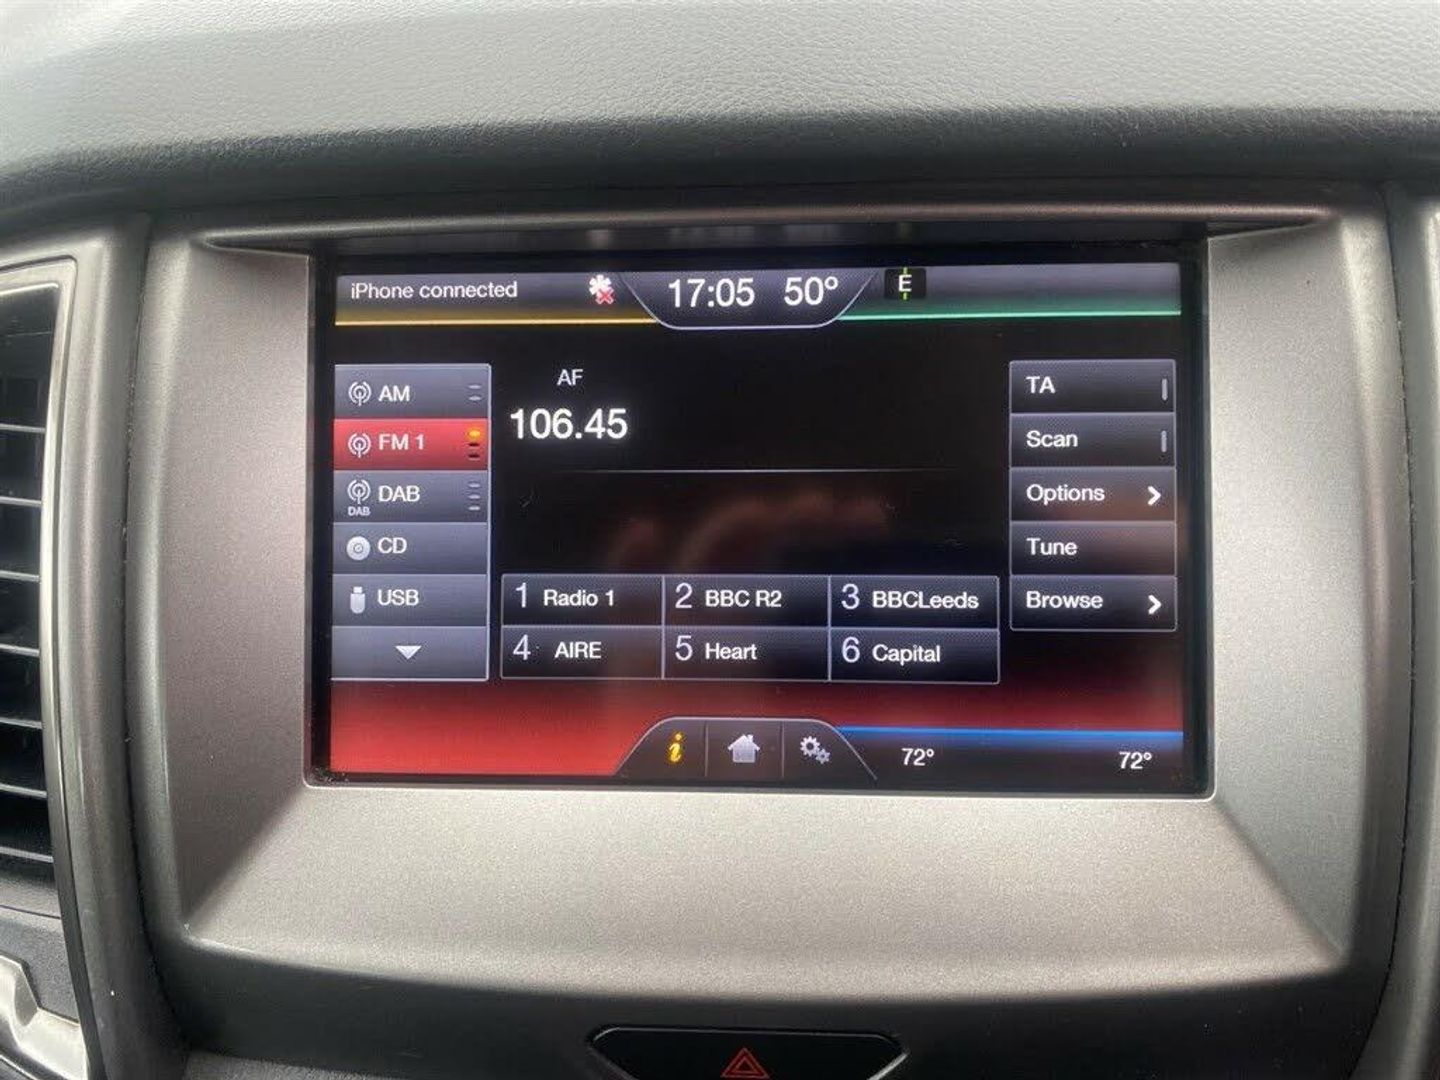 iPhone connected
17:05 50°
E
AM
FM 1
DAB
DAB
CD
USB
AF
106.45
1 Radio 1
2 BBC R2
3 BBCLeeds
4 AIRE
5 Heart
6 Capital
TA
Scan
Options
Tune
Browse
i
72°
72°